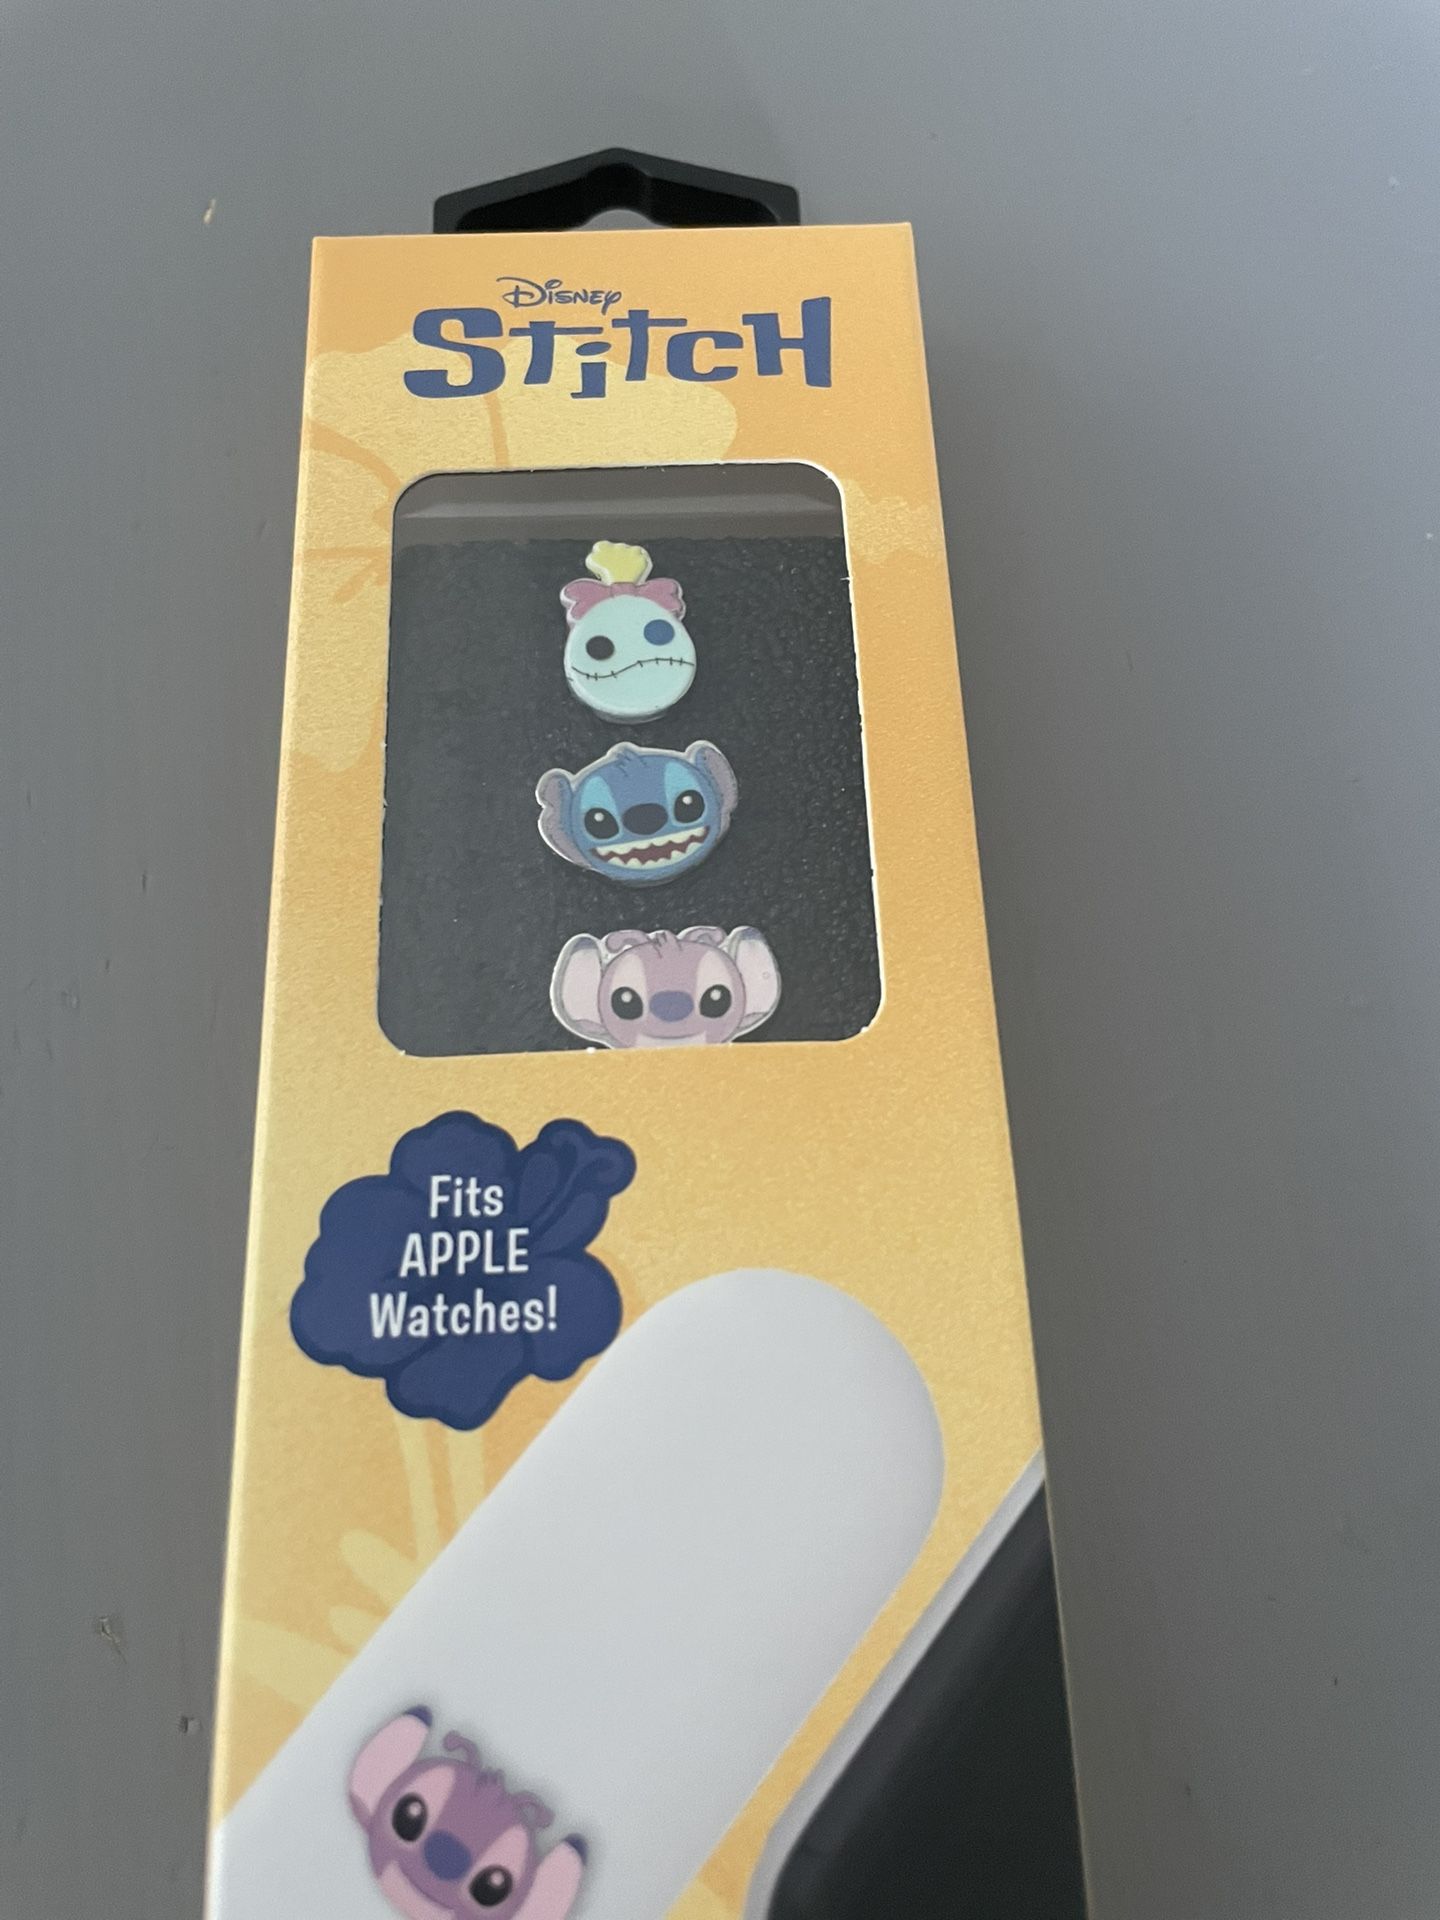 Disney
Stitch
Fits
APPLE
Watches!